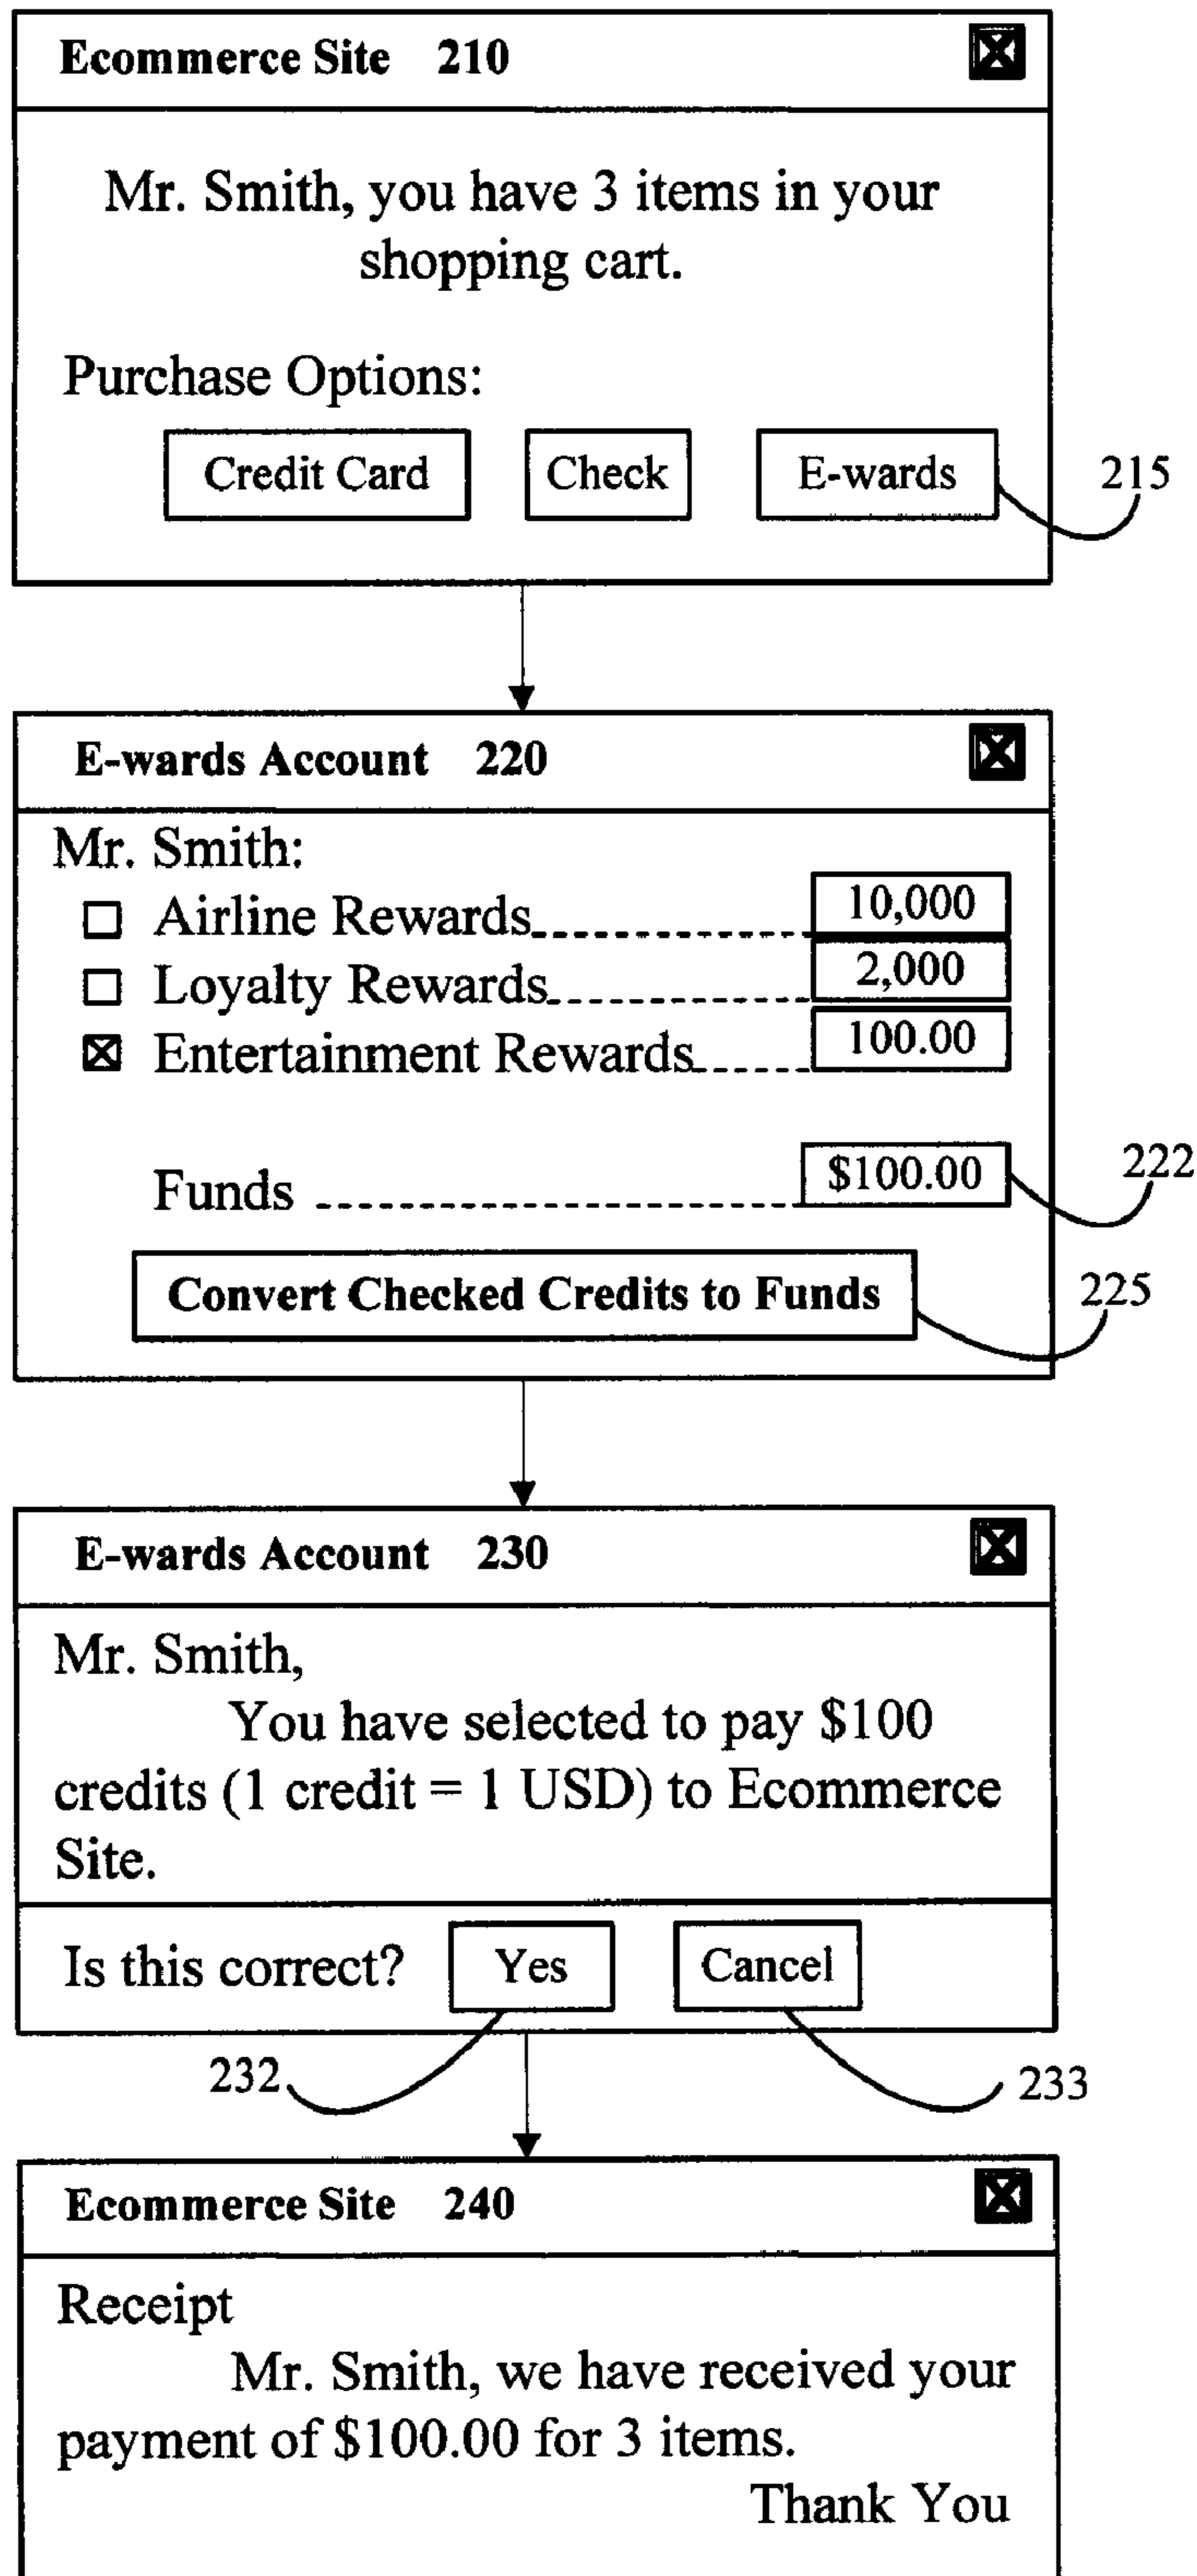 Ecommerce Site 210
Mr. Smith, you have 3 items in your
shopping cart.
Purchase Options:
Credit Card Check E-wards 215
E-wards Account 220
Mr. Smith:
Airline Rewards 10,000
Loyalty Rewards 2,000
Entertainment Rewards 100.00
Funds $100.00 222
Convert Checked Credits to Funds 225
E-wards Account 230
Mr. Smith,
You have selected to pay $100
credits (1 credit = 1 USD) to Ecommerce
Site.
Is this correct? Yes Cancel
232 233
Ecommerce Site 240
Receipt
Mr. Smith, we have received your
payment of $100.00 for 3 items.
Thank You